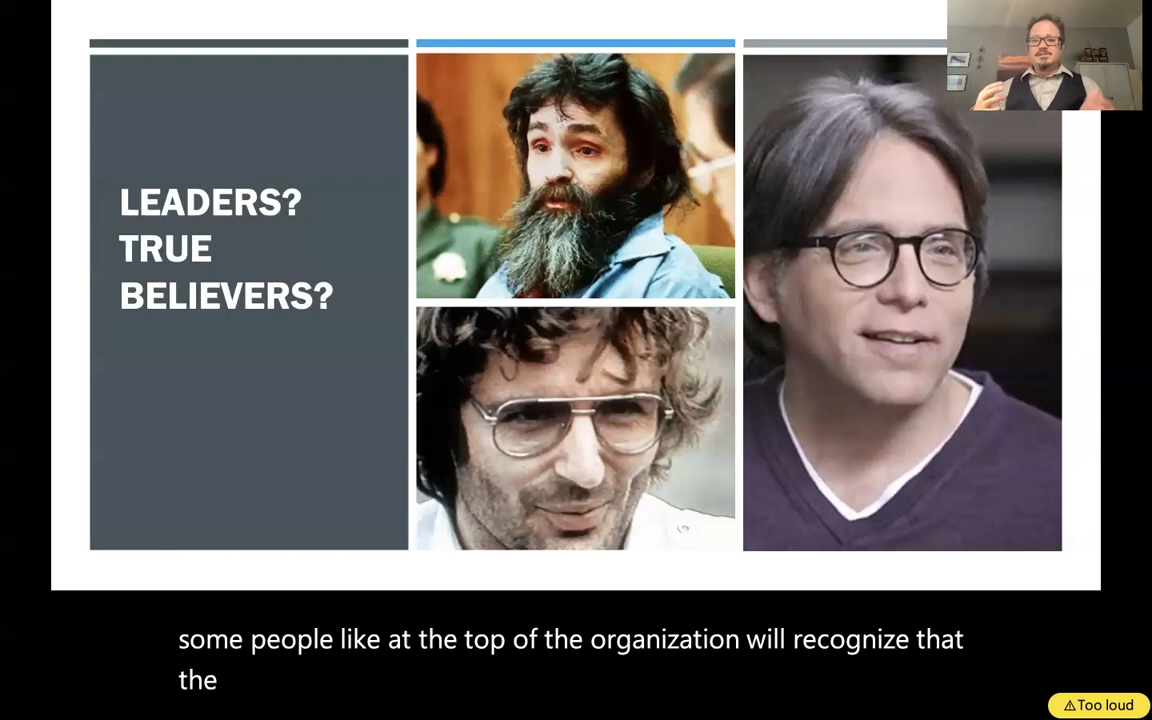 LEADERS?
TRUE
BELIEVERS?
some people like at the top of the organization will recognize that
the
⚠Too loud